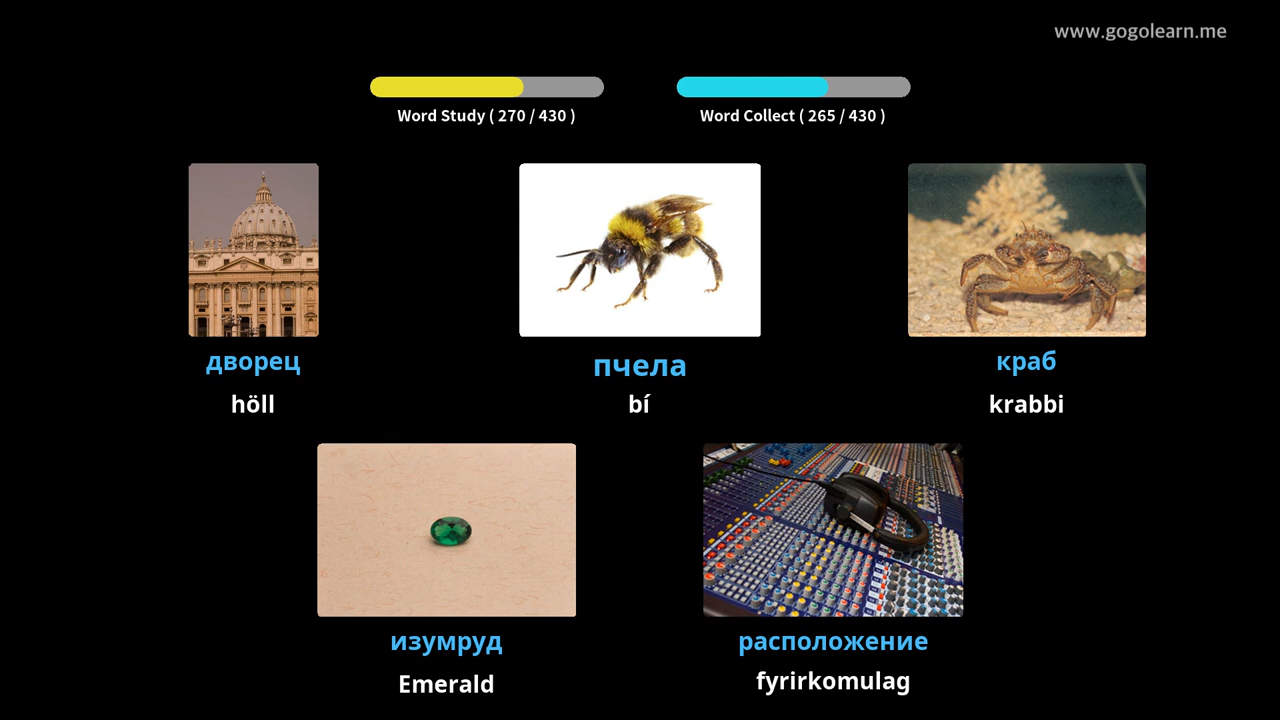 www.gogolearn.me
Word Study ( 270 / 430 )
Word Collect ( 265 / 430 )
дворец
пчела
краб
höll
bí
krabbi
изумруд
расположение
Emerald
fyrirkomulag